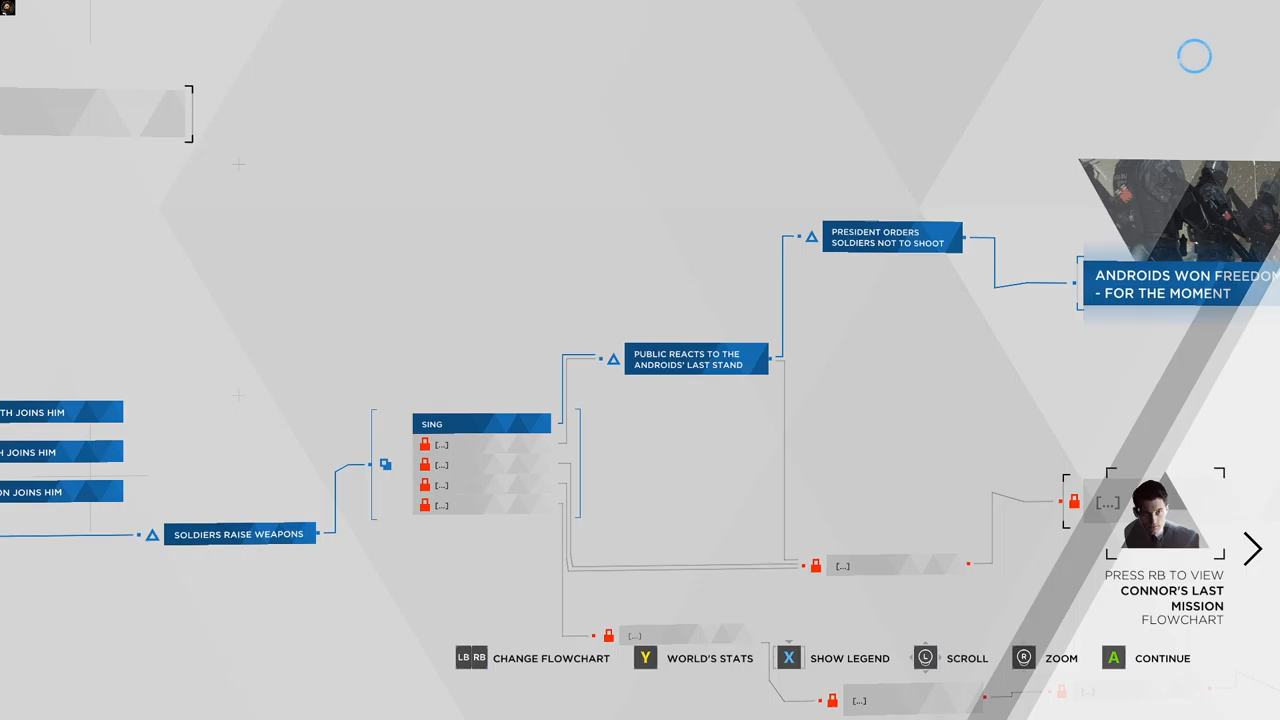 PRESIDENT ORDERS
SOLDIERS NOT TO SHOOT
ANDROIDS WON FREEDOM
- FOR THE MOMENT
PUBLIC REACTS TO THE
ANDROIDS' LAST STAND
TH JOINS HIM
SING
[...]
H JOINS HIM
[...]
[...]
ON JOINS HIM
[...]
[...]
SOLDIERS RAISE WEAPONS
[...]
PRESS RB TO VIEW
CONNOR'S LAST
MISSION
FLOWCHART
[...]
LB RB CHANGE FLOWCHART
Y WORLD'S STATS
X SHOW LEGEND
L SCROLL
R ZOOM
A CONTINUE
[...]
[...]